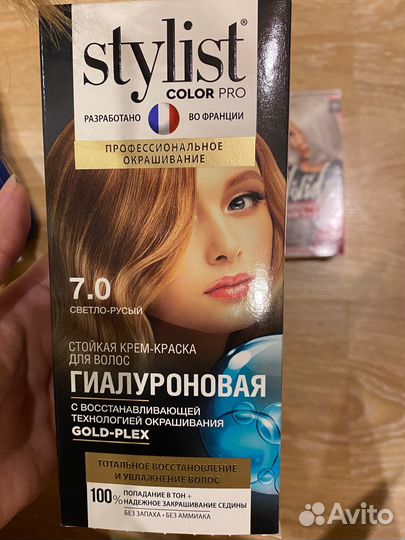 stylist®
COLOR PRO
РАЗРАБОТАНО ВО ФРАНЦИИ
ПРОФЕССИОНАЛЬНОЕ
ОКРАШИВАНИЕ
7.0
СВЕТЛО-РУСЫЙ
СТОЙКАЯ КРЕМ-КРАСКА
ДЛЯ ВОЛОС
ГИАЛУРОНОВАЯ
С ВОССТАНАВЛИВАЮЩЕЙ
ТЕХНОЛОГИЕЙ ОКРАШИВАНИЯ
GOLD-PLEX
ТОТАЛЬНОЕ ВОССТАНОВЛЕНИЕ
И УВЛАЖНЕНИЕ ВОЛОС
100% ПОПАДАНИЕ В ТОН +
НАДЕЖНОЕ ЗАКРАШИВАНИЕ СЕДИНЫ
БЕЗ ЗАПАХА • БЕЗ АММИАКА
Avito